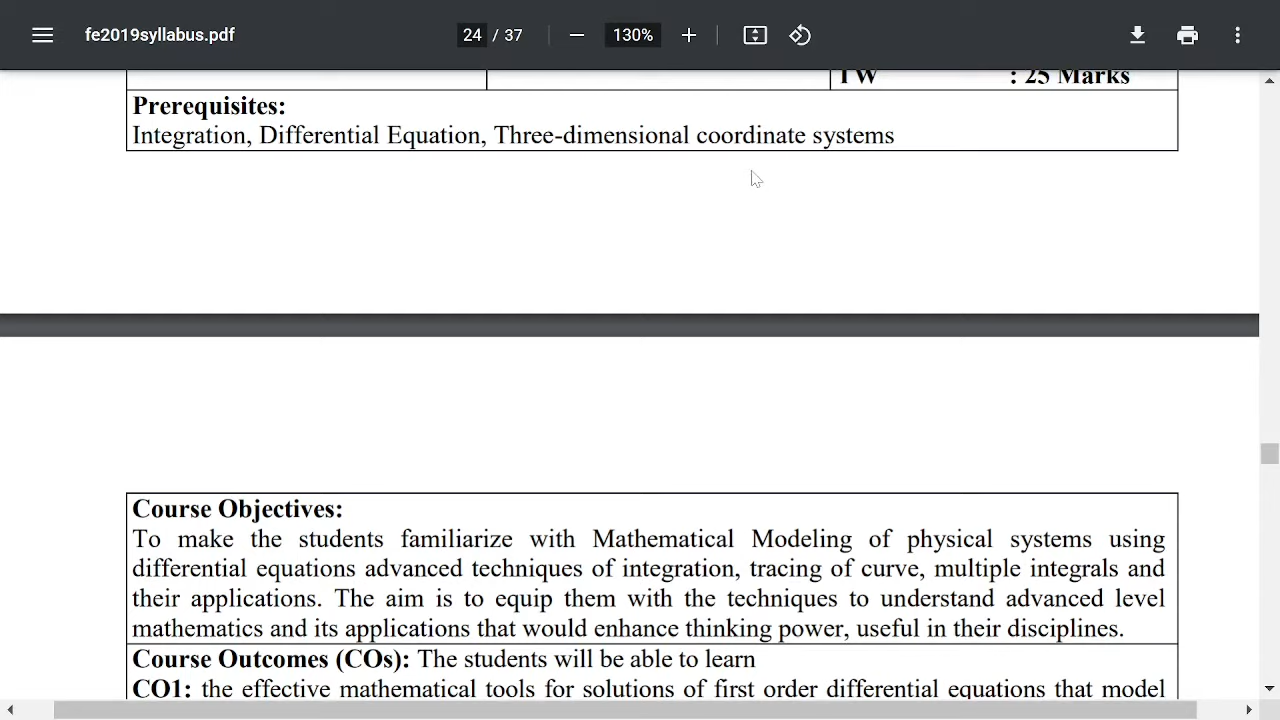 fe2019syllabus.pdf
24 / 37
130%
TW : 25 Marks
Prerequisites:
Integration, Differential Equation, Three-dimensional coordinate systems
Course Objectives:
To make the students familiarize with Mathematical Modeling of physical systems using
differential equations advanced techniques of integration, tracing of curve, multiple integrals and
their applications. The aim is to equip them with the techniques to understand advanced level
mathematics and its applications that would enhance thinking power, useful in their disciplines.
Course Outcomes (COs): The students will be able to learn
CO1: the effective mathematical tools for solutions of first order differential equations that model